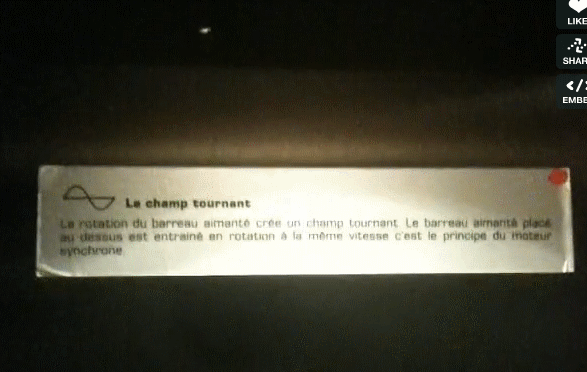 LIKE
SHAR
EMBE
Le champ tournant
La rotation du barreau aimanté crée un champ tournant. Le barreau aimanté placé
au dessus est entraîné en rotation à la même vitesse c'est le principe du moteur
synchrone.